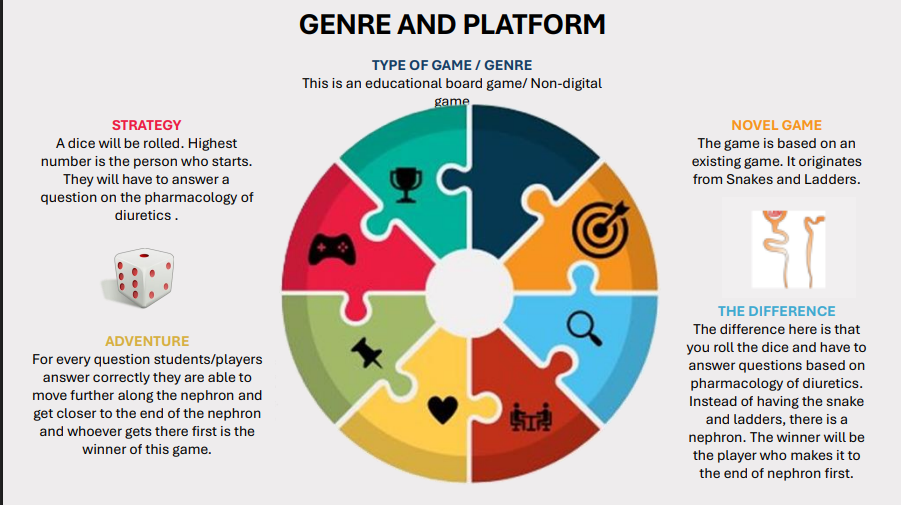 GENRE AND PLATFORM
TYPE OF GAME / GENRE
This is an educational board game/ Non-digital
game
STRATEGY
A dice will be rolled. Highest
number is the person who starts.
They will have to answer a
question on the pharmacology of
diuretics .
ADVENTURE
For every question students/players
answer correctly they are able to
move further along the nephron and
get closer to the end of the nephron
and whoever gets there first is the
winner of this game.
NOVEL GAME
The game is based on an
existing game. It originates
from Snakes and Ladders.
THE DIFFERENCE
The difference here is that
you roll the dice and have to
answer questions based on
pharmacology of diuretics.
Instead of having the snake
and ladders, there is a
nephron. The winner will be
the player who makes it to
the end of nephron first.